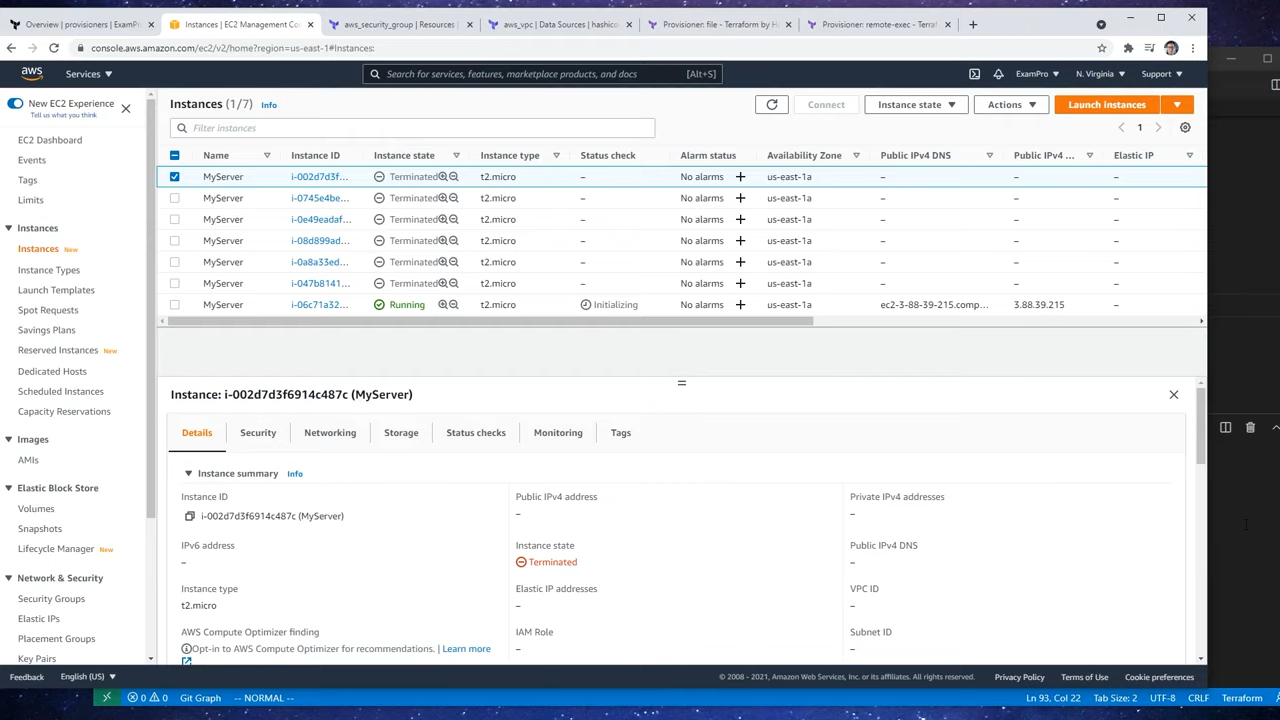 Overview | provisioners | ExamPro
Instances | EC2 Management Co
aws_security_group | Resources |
aws_vpc | Data Sources | hashico
Provisioner: file - Terraform by H
Provisioner: remote-exec - Terraf
console.aws.amazon.com/ec2/v2/home?region=us-east-1#Instances:
aws Services Search for services, features, marketplace products, and docs [Alt+S] ExamPro N. Virginia Support
New EC2 Experience
Tell us what you think
EC2 Dashboard
Events
Tags
Limits
Instances
Instances New
Instance Types
Launch Templates
Spot Requests
Savings Plans
Reserved Instances New
Dedicated Hosts
Scheduled Instances
Capacity Reservations
Images
AMIs
Elastic Block Store
Volumes
Snapshots
Lifecycle Manager New
Network & Security
Security Groups
Elastic IPs
Placement Groups
Key Pairs
Instances (1/7) Info
Connect Instance state Actions Launch instances
Filter instances
1
Name Instance ID Instance state Instance type Status check Alarm status Availability Zone Public IPv4 DNS Public IPv4 ... Elastic IP
MyServer i-002d7d3f... Terminated t2.micro – No alarms + us-east-1a – – –
MyServer i-0745e4be... Terminated t2.micro – No alarms + us-east-1a – – –
MyServer i-0e49eadaf... Terminated t2.micro – No alarms + us-east-1a – – –
MyServer i-08d899ad... Terminated t2.micro – No alarms + us-east-1a – – –
MyServer i-0a8a33ed... Terminated t2.micro – No alarms + us-east-1a – – –
MyServer i-047b8141... Terminated t2.micro – No alarms + us-east-1a – – –
MyServer i-06c71a32... Running t2.micro Initializing No alarms + us-east-1a ec2-3-88-39-215.comp... 3.88.39.215 –
Instance: i-002d7d3f6914c487c (MyServer)
Details Security Networking Storage Status checks Monitoring Tags
Instance summary Info
Instance ID Public IPv4 address Private IPv4 addresses
i-002d7d3f6914c487c (MyServer) – –
IPv6 address Instance state Public IPv4 DNS
– Terminated –
Instance type Elastic IP addresses VPC ID
t2.micro – –
AWS Compute Optimizer finding IAM Role Subnet ID
Opt-in to AWS Compute Optimizer for recommendations. | Learn more – –
Feedback English (US) © 2008 - 2021, Amazon Web Services, Inc. or its affiliates. All rights reserved. Privacy Policy Terms of Use Cookie preferences
0 0 Git Graph -- NORMAL -- Ln 93, Col 22 Tab Size: 2 UTF-8 CRLF Terraform